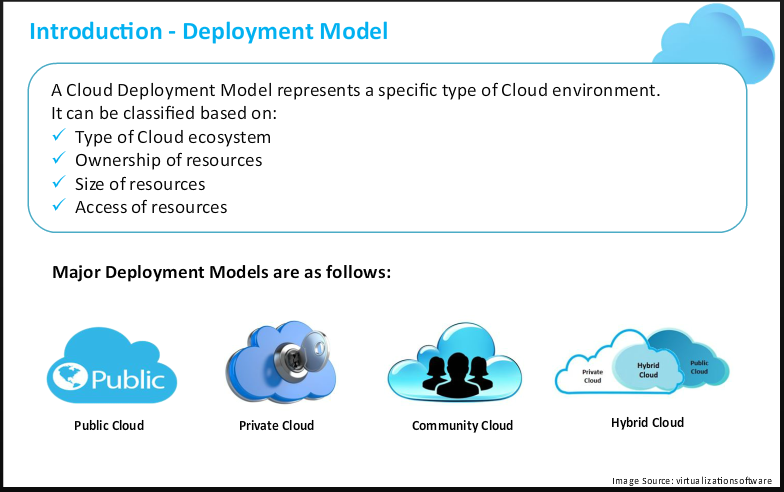 Introduction - Deployment Model
A Cloud Deployment Model represents a specific type of Cloud environment.
It can be classified based on:
✓ Type of Cloud ecosystem
✓ Ownership of resources
✓ Size of resources
✓ Access of resources
Major Deployment Models are as follows:
Public
Private
Cloud
Hybrid
Cloud
Public
Cloud
Public Cloud
Private Cloud
Community Cloud
Hybrid Cloud
Image Source: virtualizationsoftware